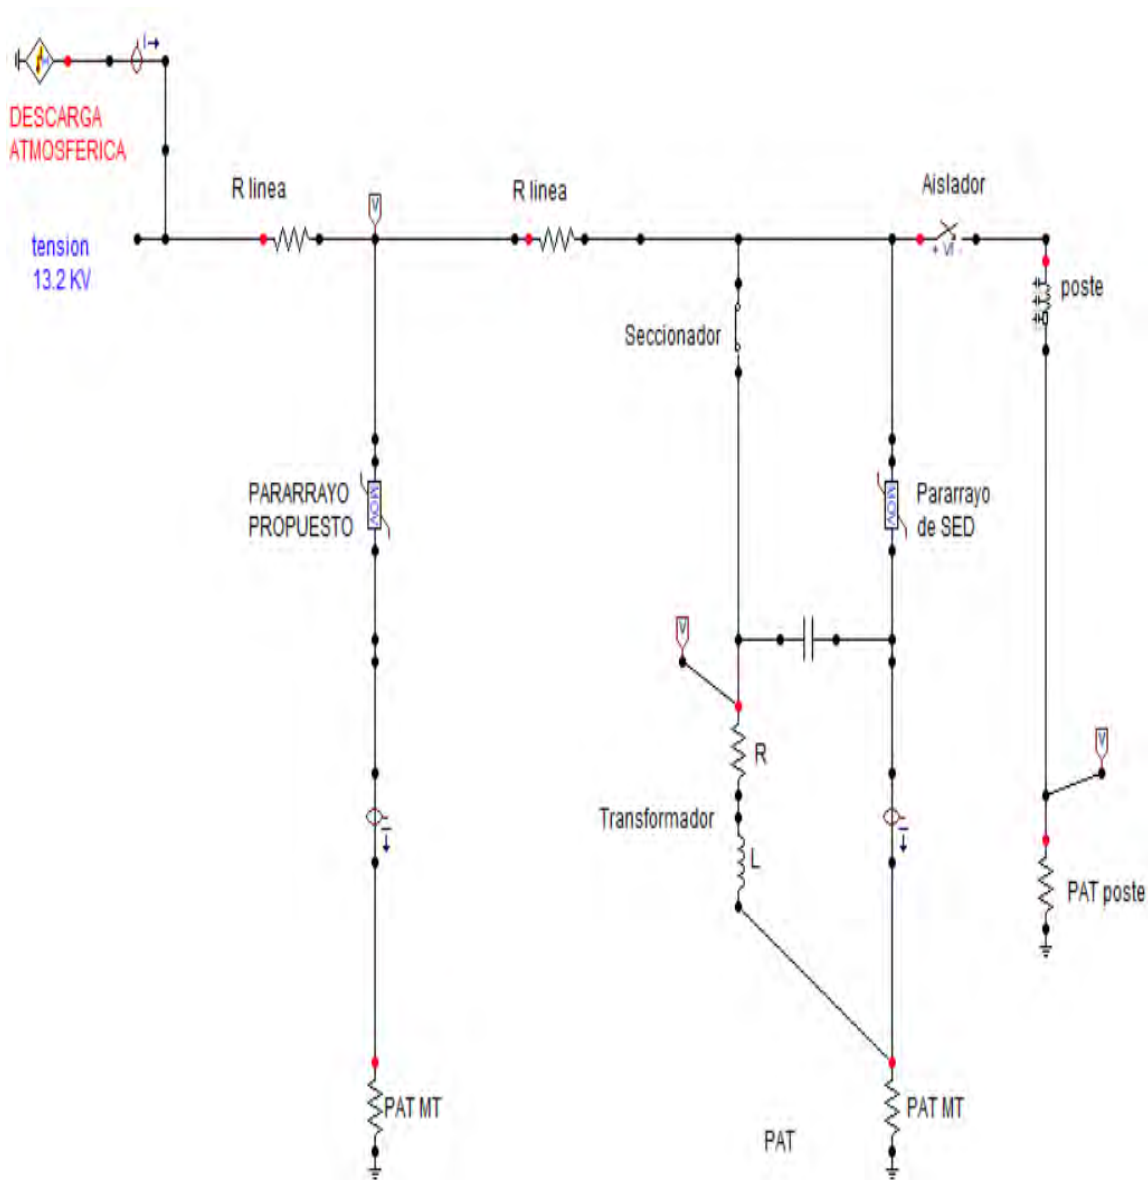 I
DESCARGA
ATMOSFERICA
R linea
V
R linea
Aislador
tension
13.2 KV
+ Vf -
poste
Seccionador
PARARRAYO
PROPUESTO
MOV
MOV
Pararrayo
de SED
V
R
V
Transformador
I
I
L
PAT poste
PAT MT
PAT MT
PAT